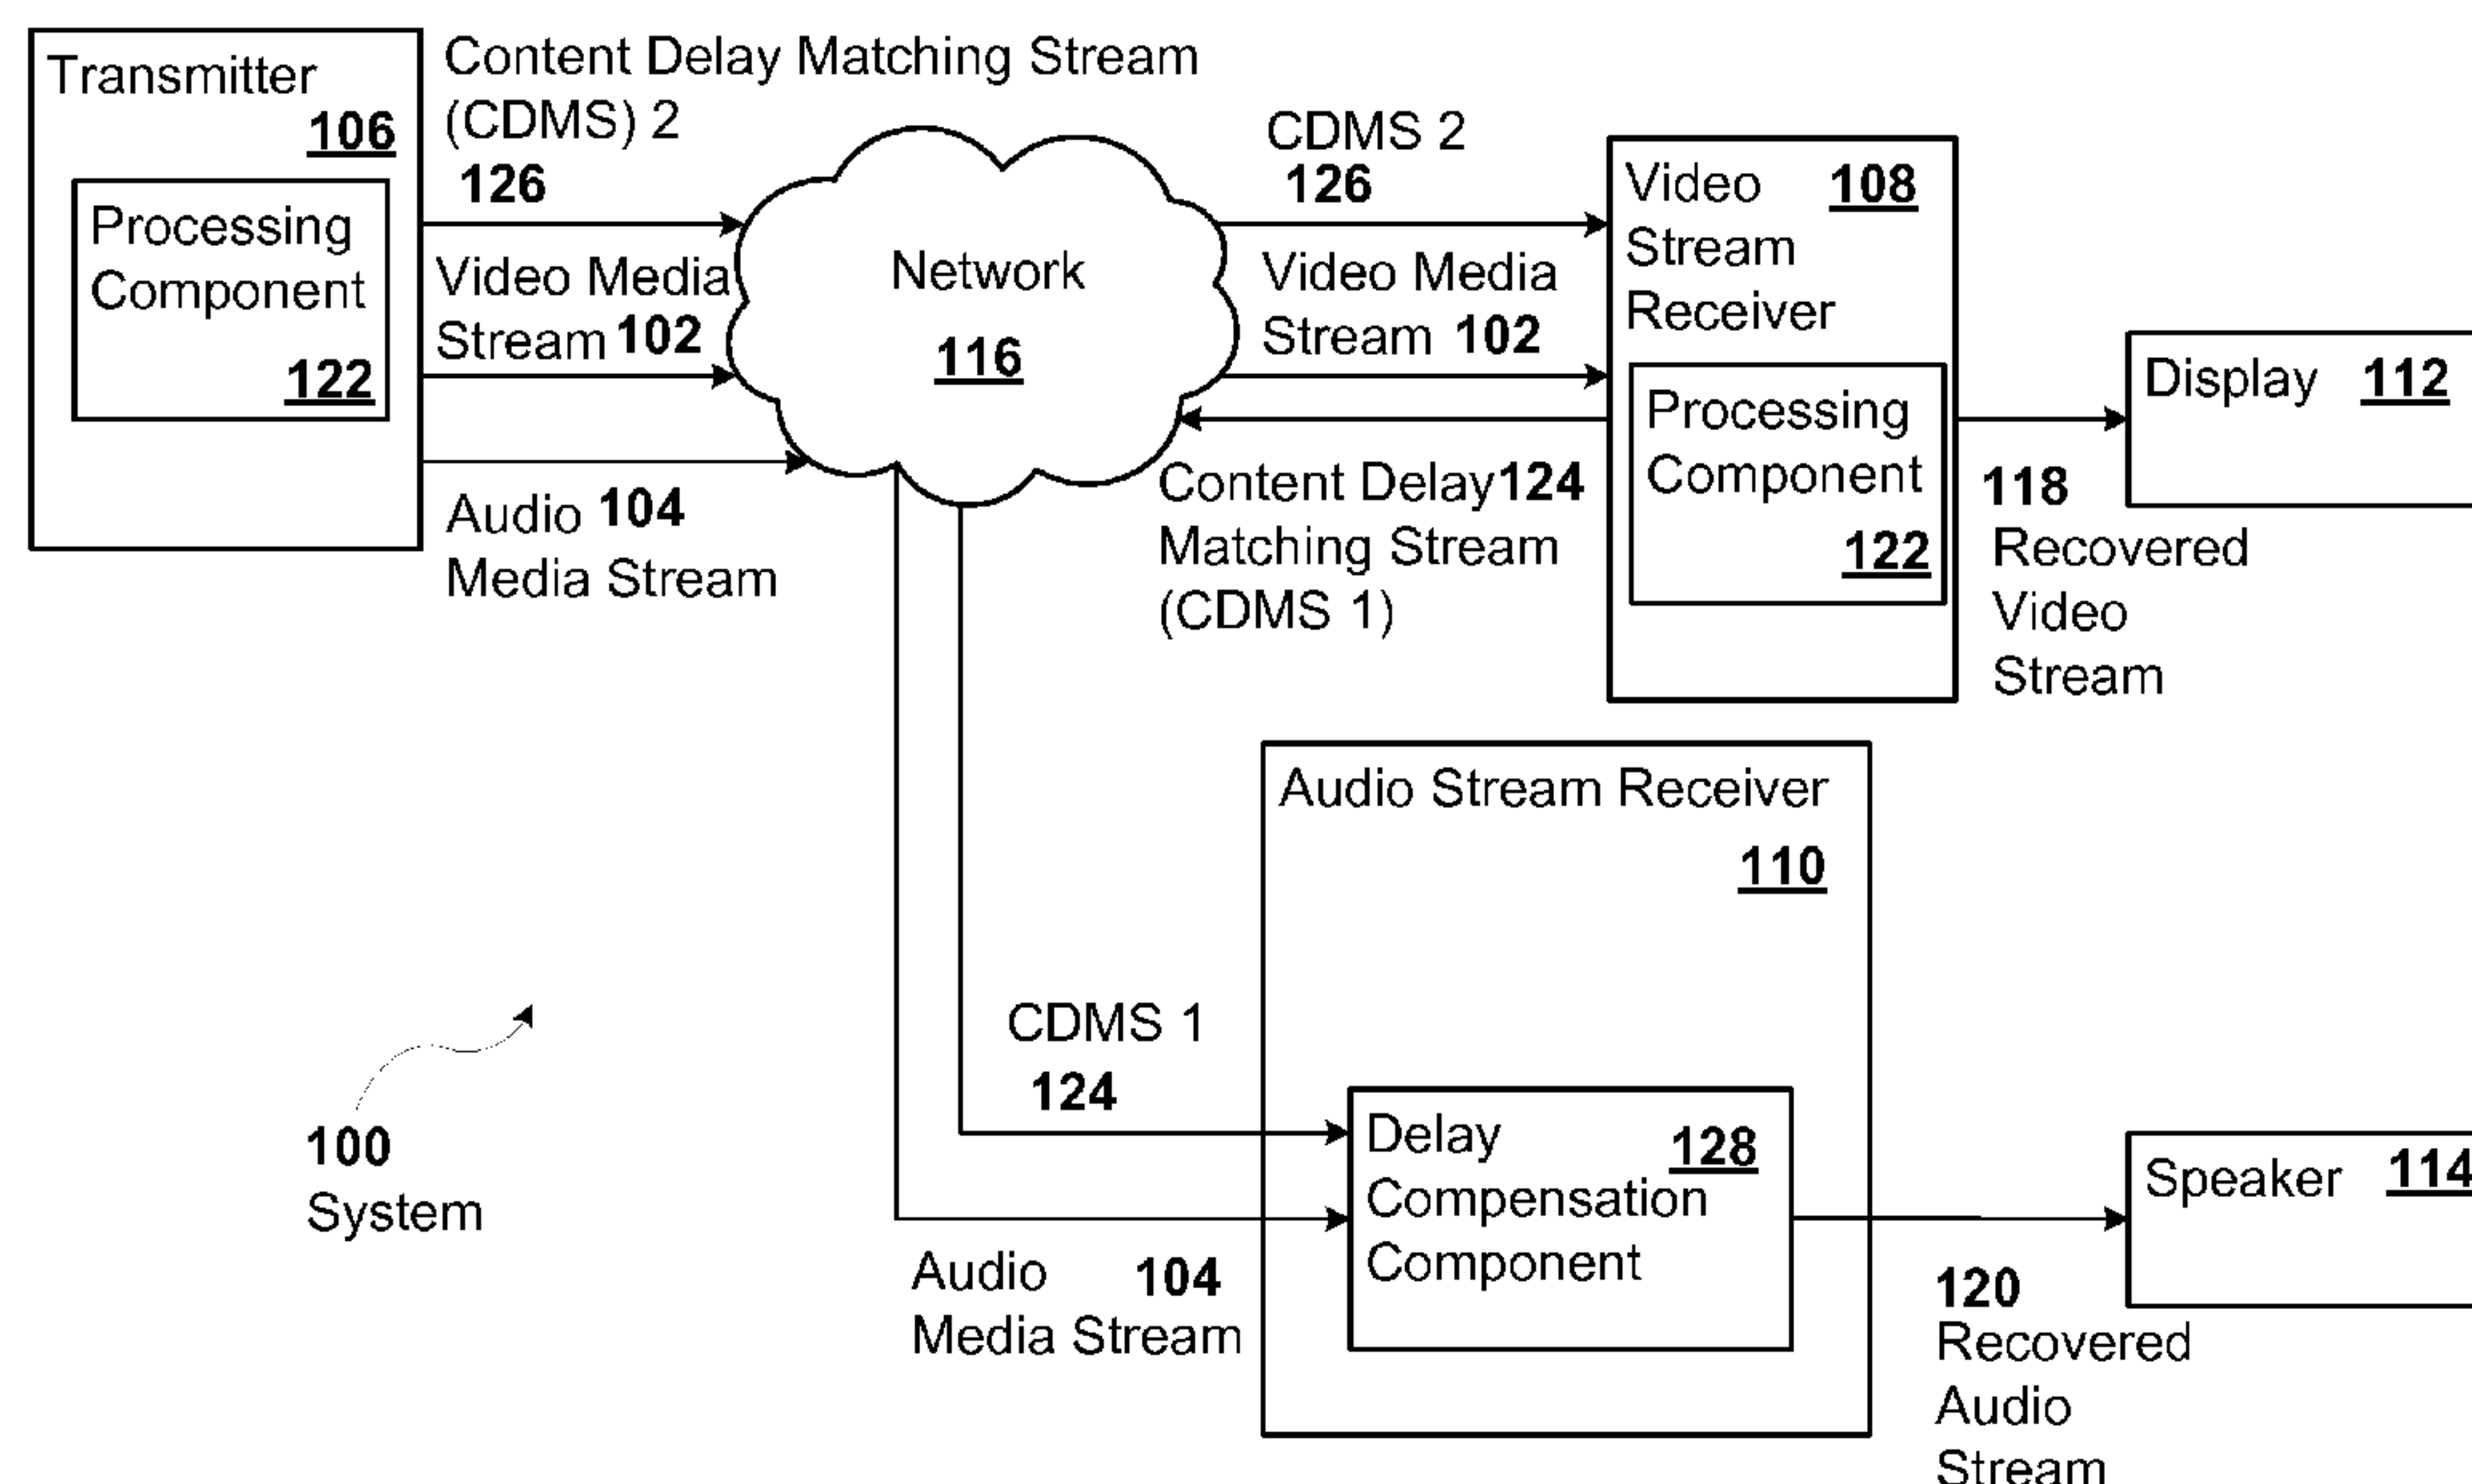 Transmitter
106
Processing
Component
122
Content Delay Matching Stream
(CDMS) 2
126
Video Media
Stream 102
Audio 104
Media Stream
Network
116
CDMS 2
126
Video Media
Stream 102
Content Delay 124
Matching Stream
(CDMS 1)
Video 108
Stream
Receiver
Processing
Component
122
118
Recovered
Video
Stream
Display 112
Audio Stream Receiver
110
CDMS 1
124
Delay 128
Compensation
Component
Audio 104
Media Stream
Speaker 114
120
Recovered
Audio
Stream
100
System